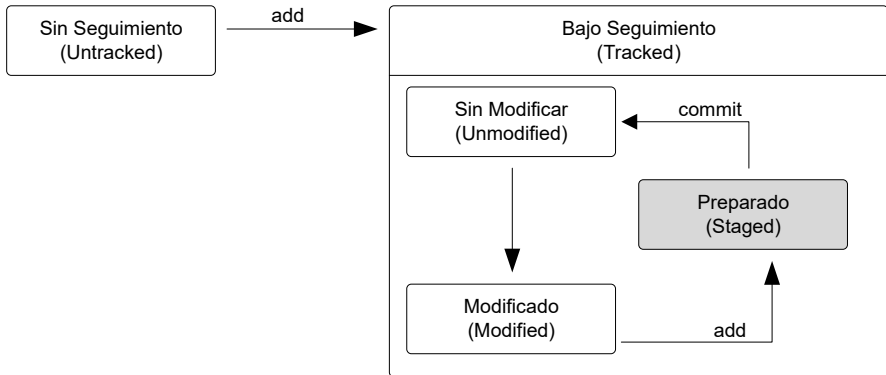 Sin Seguimiento
(Untracked)
add
Bajo Seguimiento
(Tracked)
Sin Modificar
(Unmodified)
commit
Preparado
(Staged)
Modificado
(Modified)
add